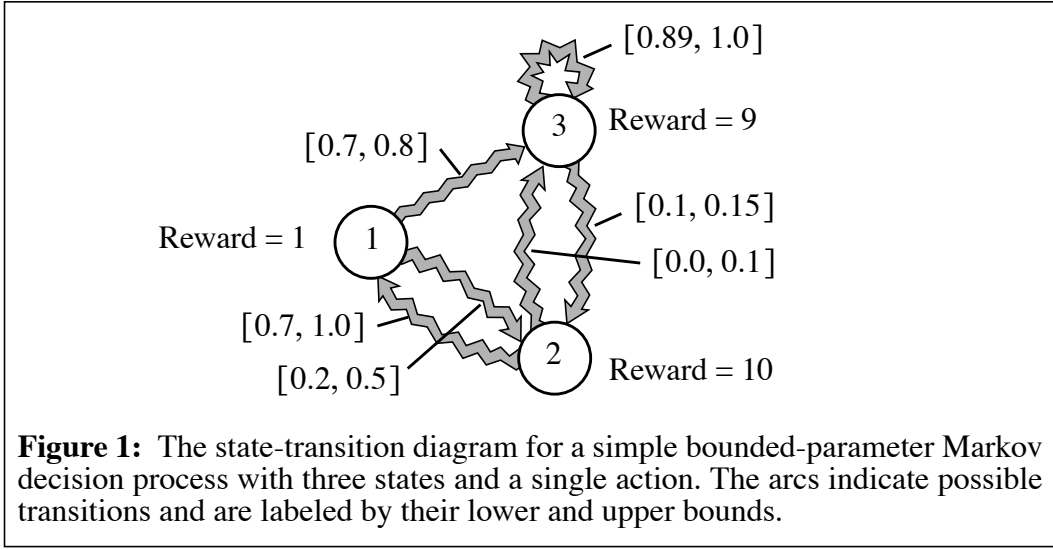 [0.89, 1.0]
3
Reward = 9
[0.7, 0.8]
[0.1, 0.15]
Reward = 1
1
[0.0, 0.1]
[0.7, 1.0]
[0.2, 0.5]
2
Reward = 10
Figure 1: The state-transition diagram for a simple bounded-parameter Markov
decision process with three states and a single action. The arcs indicate possible
transitions and are labeled by their lower and upper bounds.